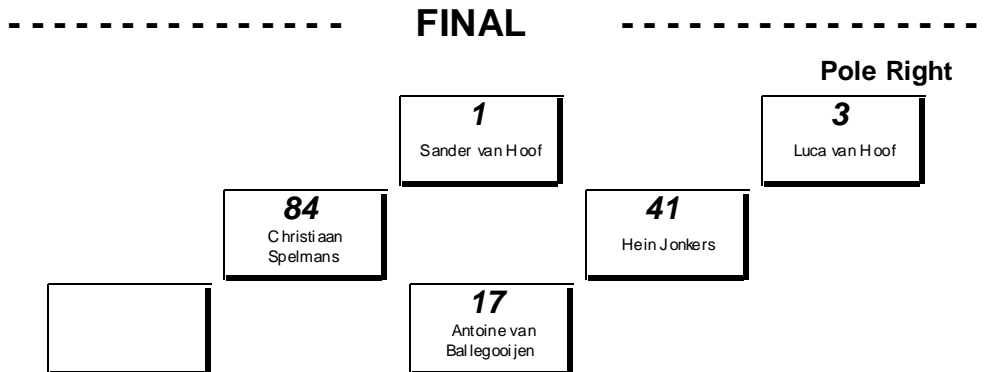 - - - - - - - - - - - - - - - FINAL - - - - - - - - - - - - - - - -
Pole Right
1
Sander van Hoof
3
Luca van Hoof
84
Christiaan
Spelmans
41
Hein Jonkers
17
Antoine van
Ballegooijen